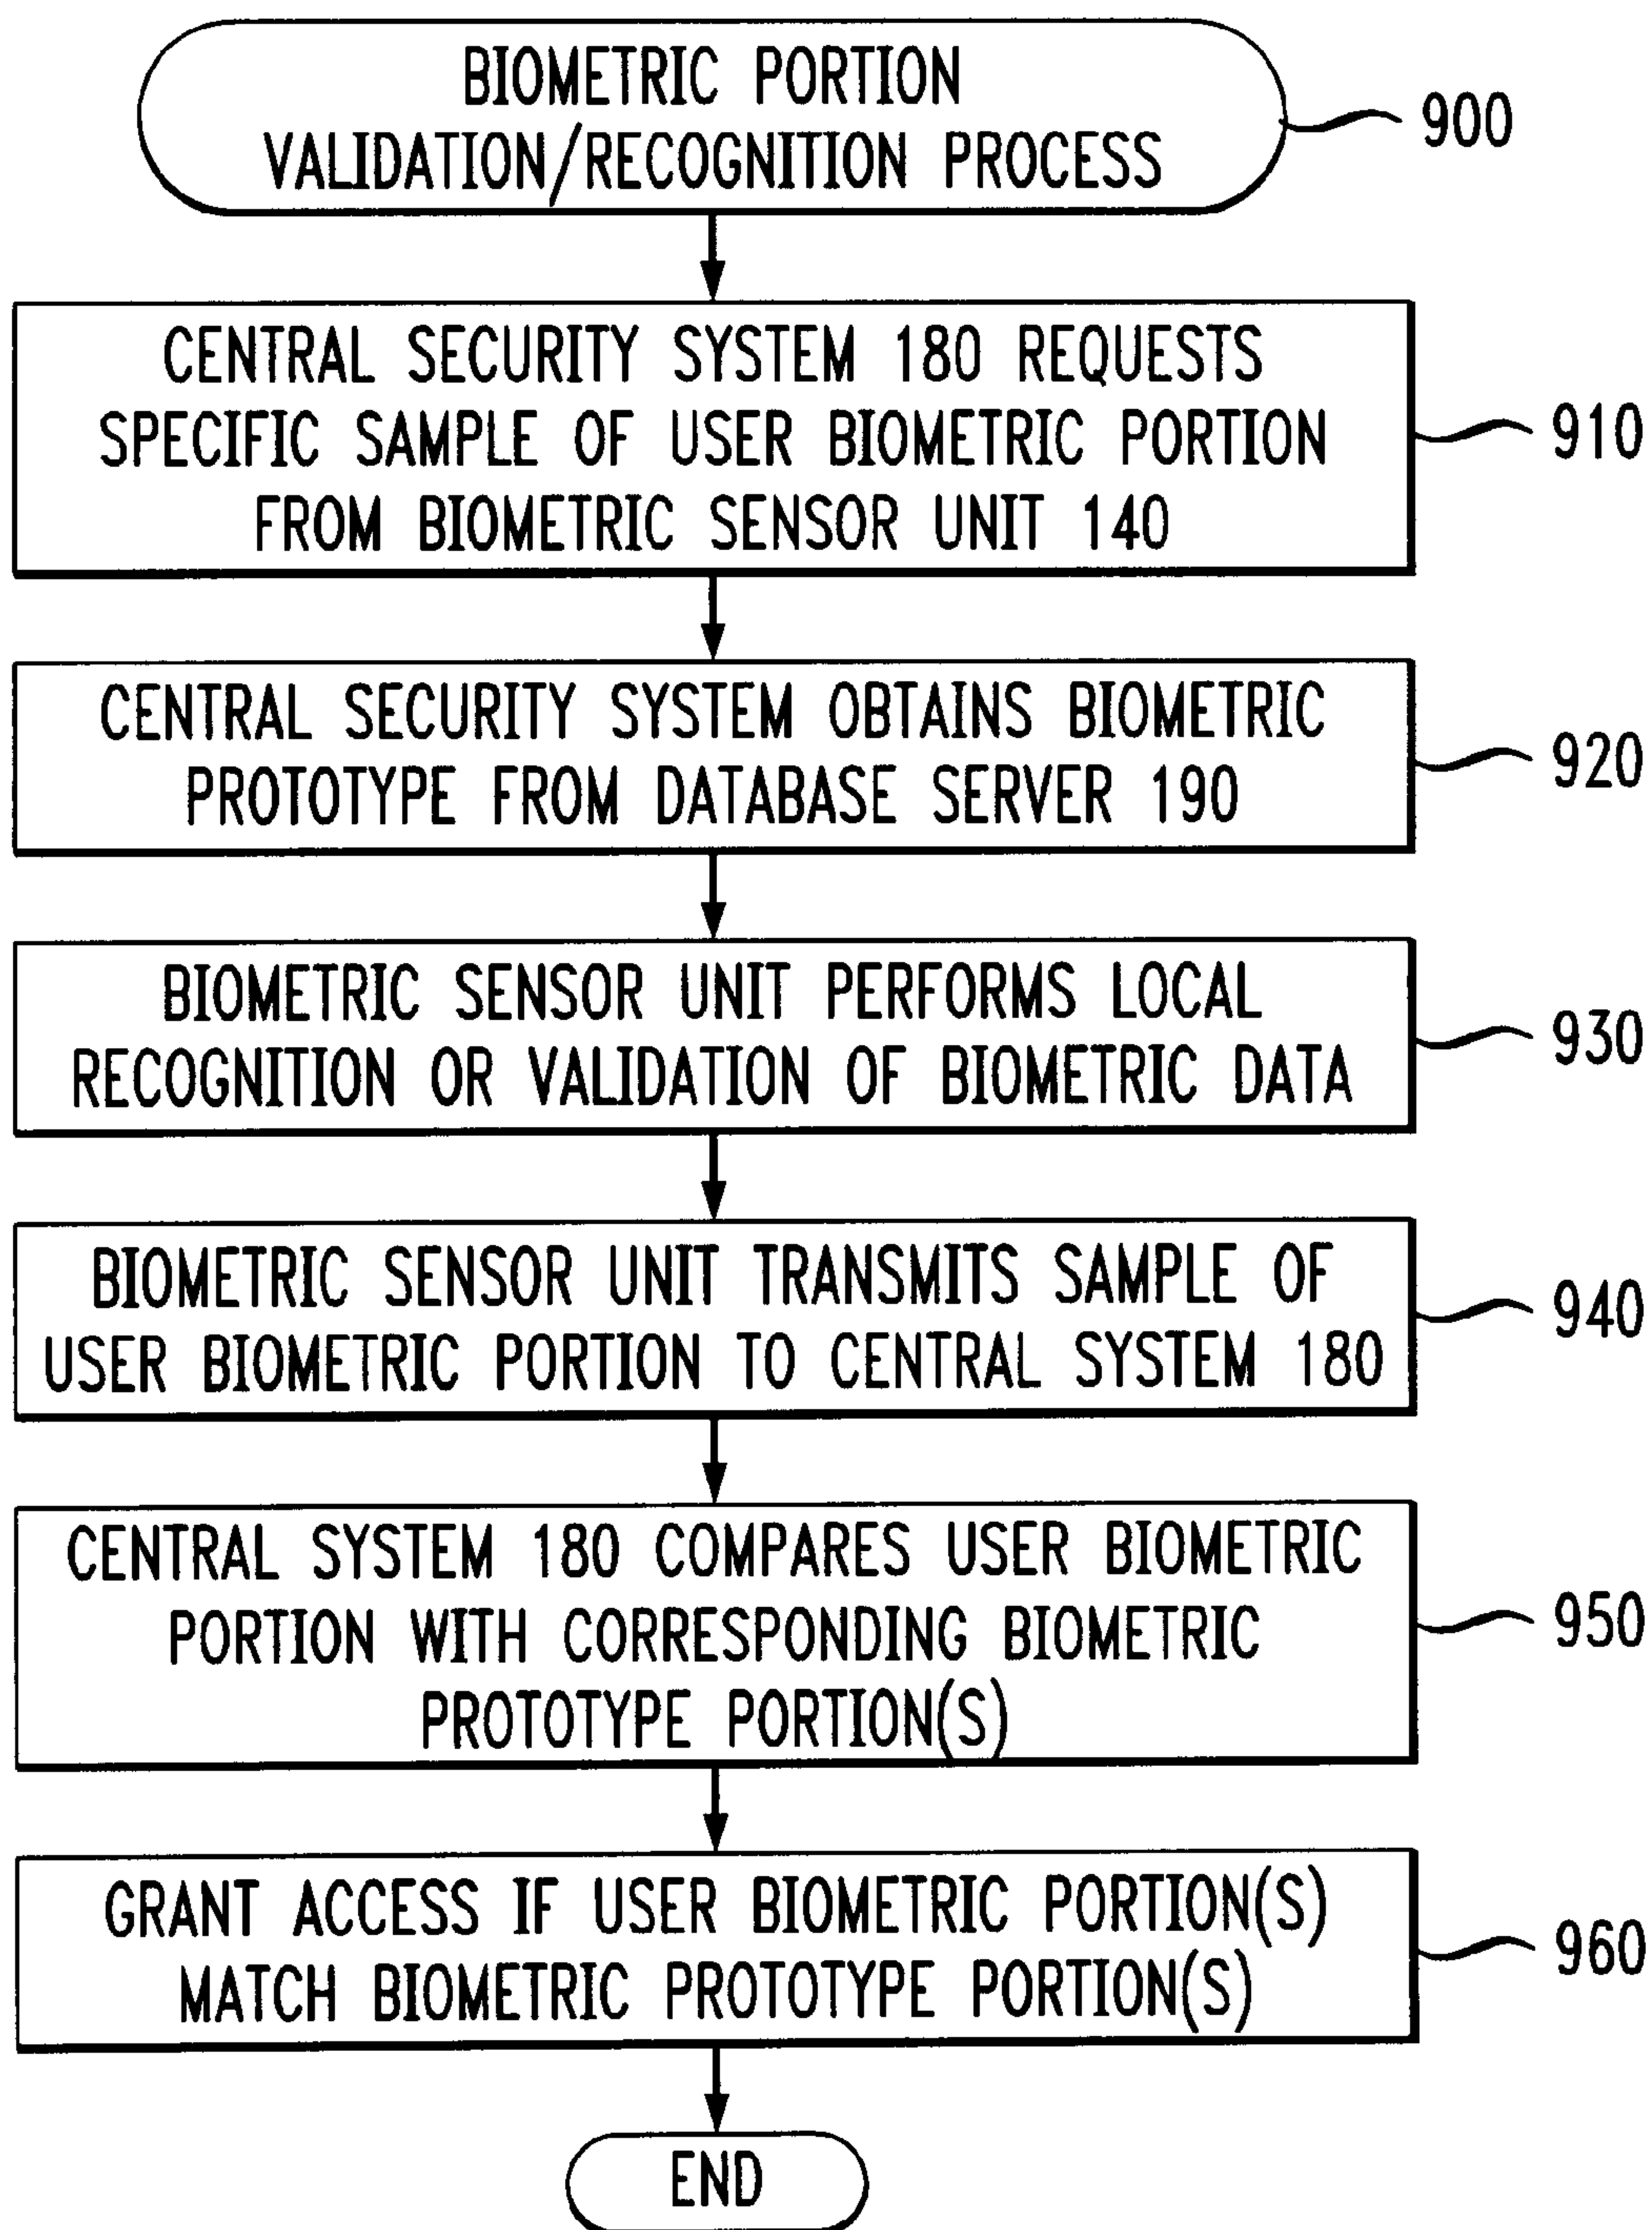 BIOMETRIC PORTION
VALIDATION/RECOGNITION PROCESS
900
CENTRAL SECURITY SYSTEM 180 REQUESTS
SPECIFIC SAMPLE OF USER BIOMETRIC PORTION
FROM BIOMETRIC SENSOR UNIT 140
910
CENTRAL SECURITY SYSTEM OBTAINS BIOMETRIC
PROTOTYPE FROM DATABASE SERVER 190
920
BIOMETRIC SENSOR UNIT PERFORMS LOCAL
RECOGNITION OR VALIDATION OF BIOMETRIC DATA
930
BIOMETRIC SENSOR UNIT TRANSMITS SAMPLE OF
USER BIOMETRIC PORTION TO CENTRAL SYSTEM 180
940
CENTRAL SYSTEM 180 COMPARES USER BIOMETRIC
PORTION WITH CORRESPONDING BIOMETRIC
PROTOTYPE PORTION(S)
950
GRANT ACCESS IF USER BIOMETRIC PORTION(S)
MATCH BIOMETRIC PROTOTYPE PORTION(S)
960
END